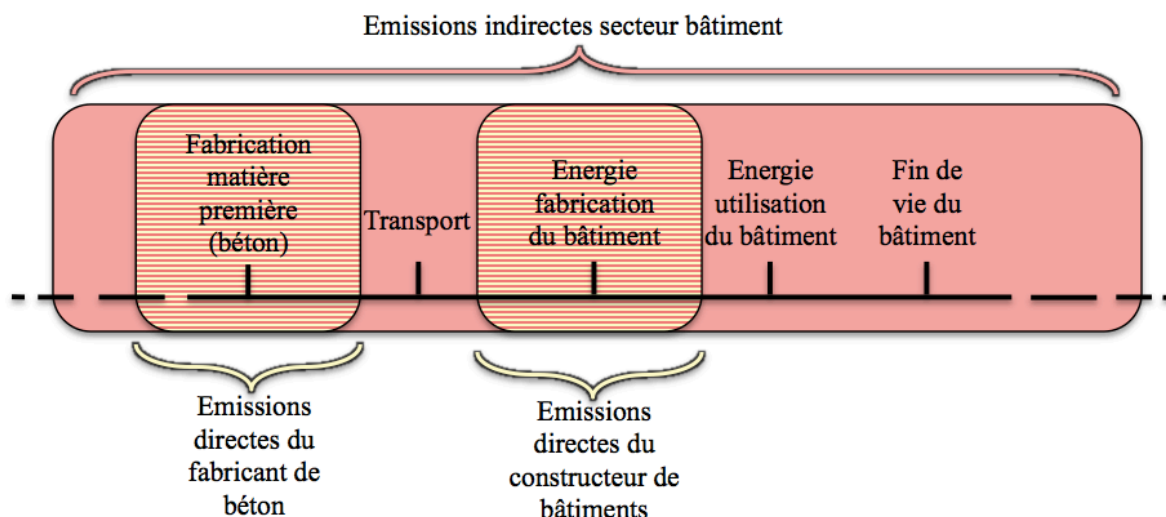 Emissions indirectes secteur bâtiment
Fabrication
matière
première
(béton)
Transport
Energie
fabrication
du bâtiment
Energie
utilisation
du bâtiment
Fin de
vie du
bâtiment
Emissions
directes du
fabricant de
béton
Emissions
directes du
constructeur de
bâtiments